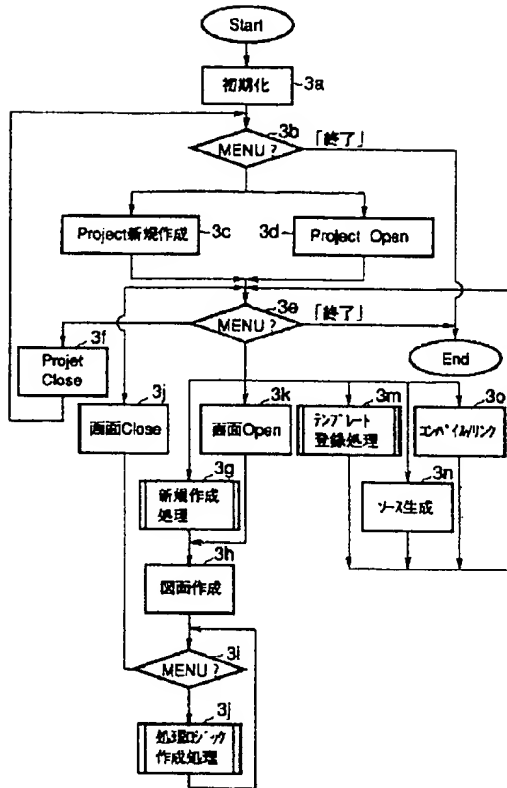 Start
初期化
3a
3b
MENU ?
「終了」
Project新規作成
3c
3d
Project Open
3e
MENU ?
「終了」
3f
Projet
Close
End
3j
画面Close
3k
画面Open
3m
テンプレート
登録処理
3o
コンパイル/リンク
3g
新規作成
処理
3n
ソース生成
3h
図面作成
3i
MENU ?
3j
処理ロジック
作成処理